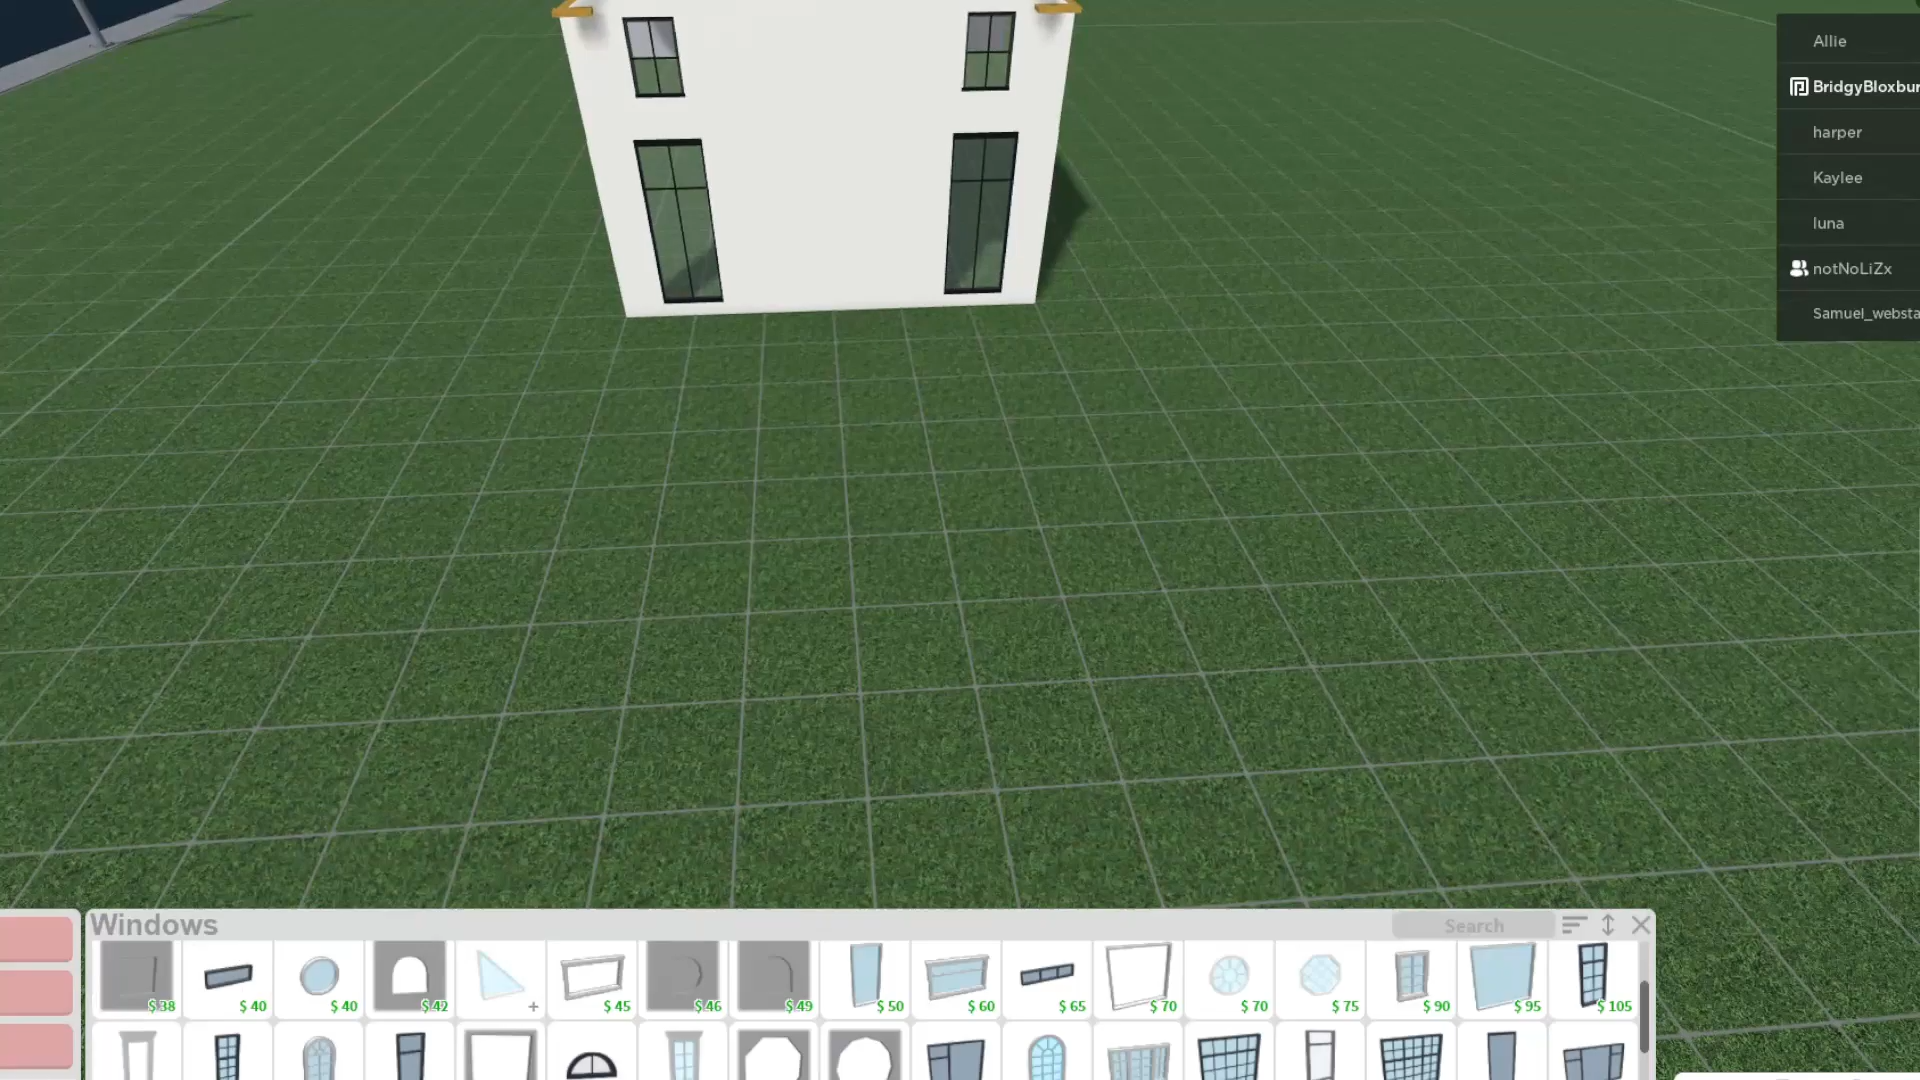 Allie
BridgyBloxbur
harper
Kaylee
luna
notNoLiZx
Samuel_websta
Windows
Search
$38 $40 $40 $42 + $45 $46 $49 $50 $60 $65 $70 $70 $75 $90 $95 $105